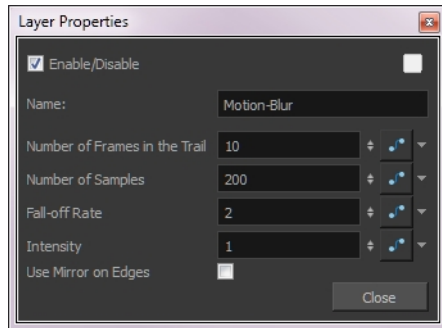 Layer Properties
Enable/Disable
Name: Motion-Blur
Number of Frames in the Trail 10
Number of Samples 200
Fall-off Rate 2
Intensity 1
Use Mirror on Edges
Close